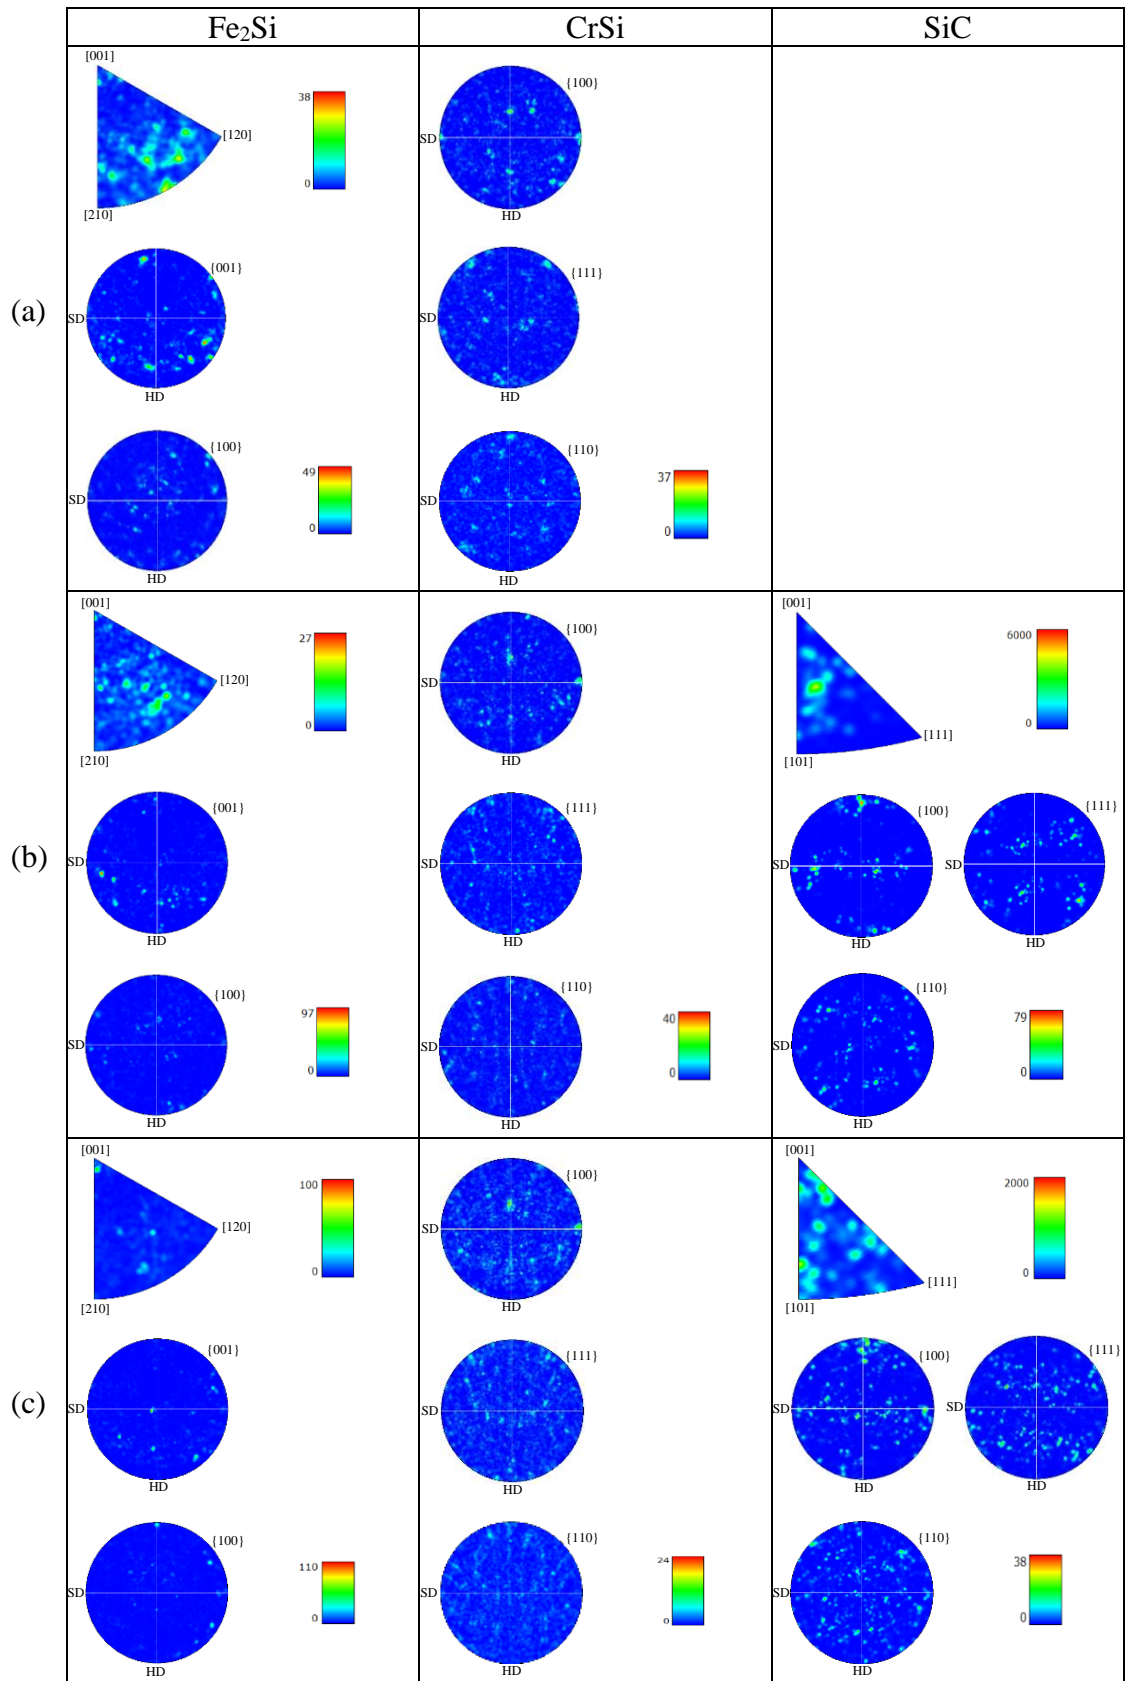 Fe₂Si CrSi SiC
(a)
[001]
38
0
[120]
[210]
{001}
SD
HD
{100}
SD
HD
49
0
{100}
SD
HD
{111}
SD
HD
{110}
SD
HD
37
0
(b)
[001]
27
0
[120]
[210]
{001}
SD
HD
{100}
SD
HD
97
0
{100}
SD
HD
{111}
SD
HD
{110}
SD
HD
40
0
[001]
6000
0
[111]
[101]
{100}
SD
HD
{111}
SD
HD
{110}
SD
HD
79
0
(c)
[001]
100
0
[120]
[210]
{001}
SD
HD
{100}
SD
HD
110
0
{100}
SD
HD
{111}
SD
HD
{110}
SD
HD
24
0
[001]
2000
0
[111]
[101]
{100}
SD
HD
{111}
SD
HD
{110}
SD
HD
38
0